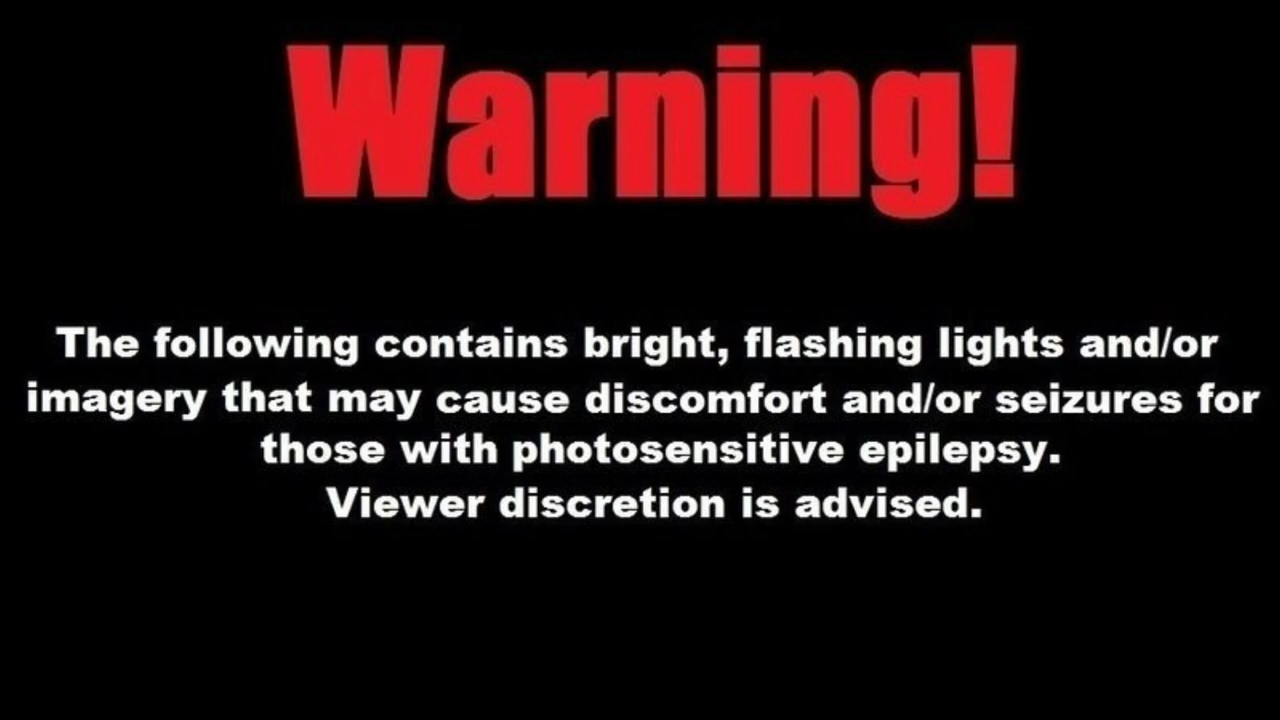 Warning!
The following contains bright, flashing lights and/or
imagery that may cause discomfort and/or seizures for
those with photosensitive epilepsy.
Viewer discretion is advised.